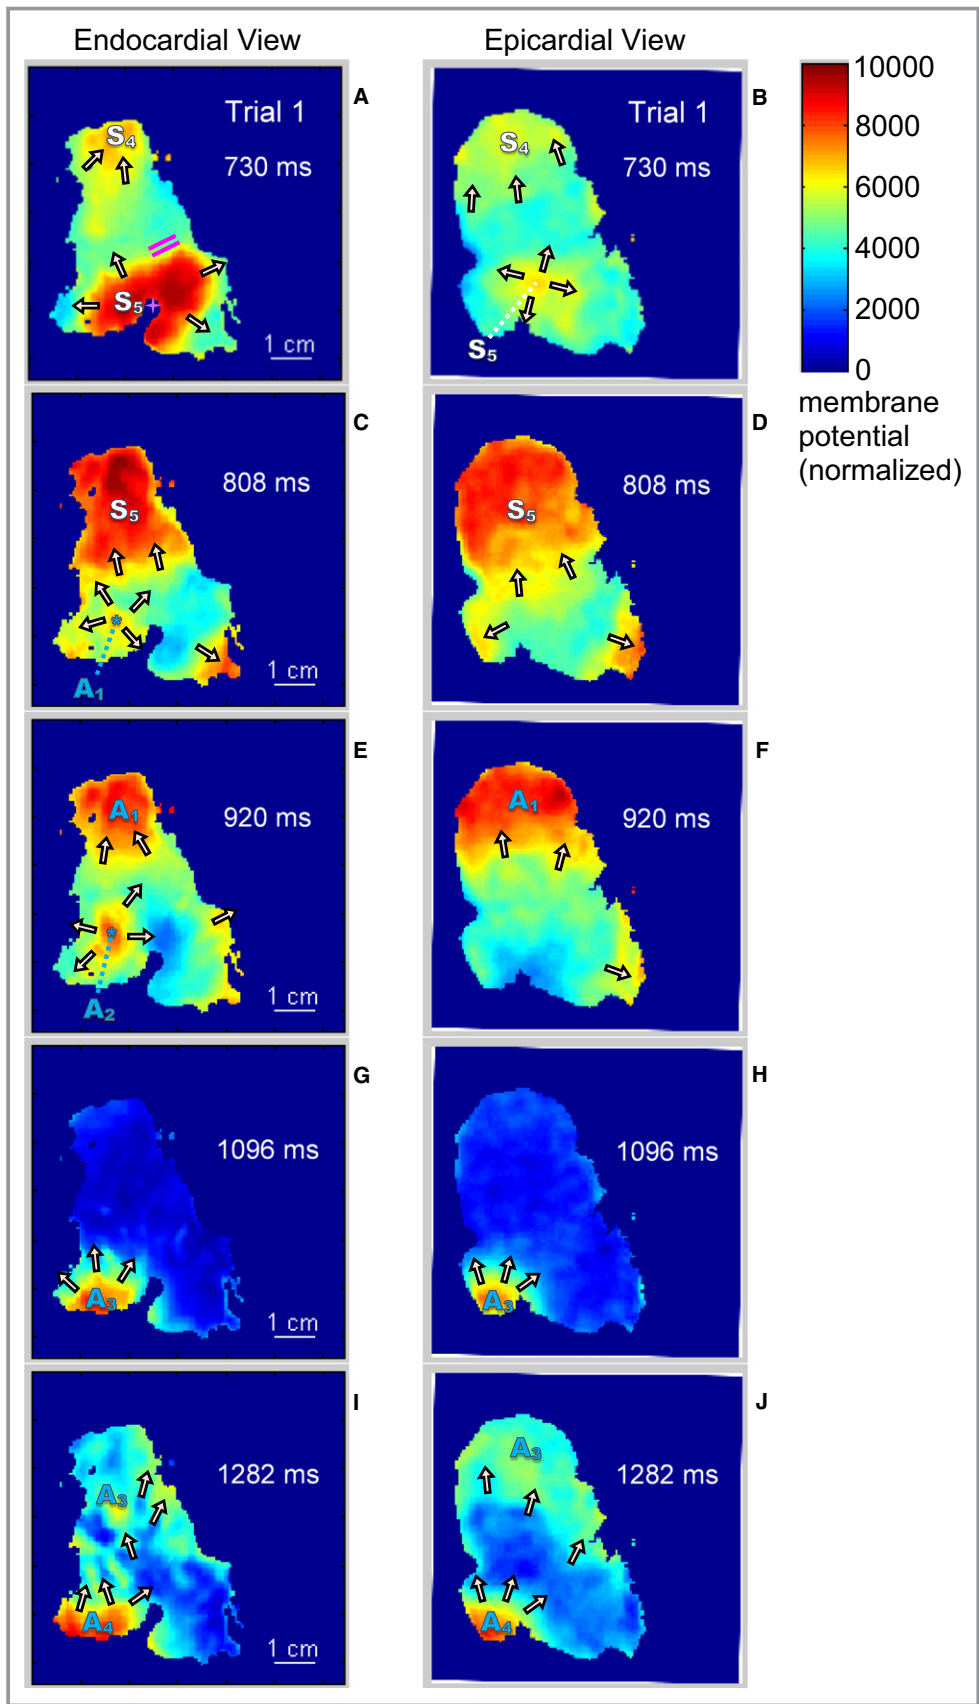 Endocardial View
Epicardial View
A
Trial 1
730 ms
S4
S5
1 cm
B
Trial 1
730 ms
S4
S5
10000
8000
6000
4000
2000
0
membrane
potential
(normalized)
C
808 ms
S5
A1
1 cm
D
808 ms
S5
E
920 ms
A1
A2
1 cm
F
920 ms
A1
G
1096 ms
A3
1 cm
H
1096 ms
A3
I
1282 ms
A3
A4
1 cm
J
1282 ms
A3
A4